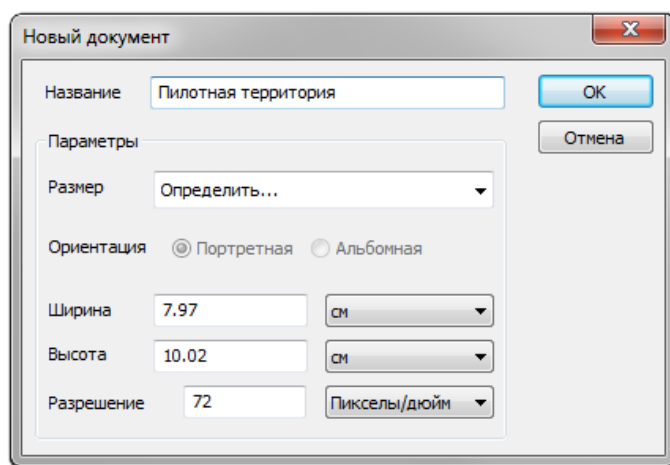 Новый документ
Название Пилотная территория OK
Параметры Отмена
Размер Определить...
Ориентация Портретная Альбомная
Ширина 7.97 см
Высота 10.02 см
Разрешение 72 Пикселы/дюйм